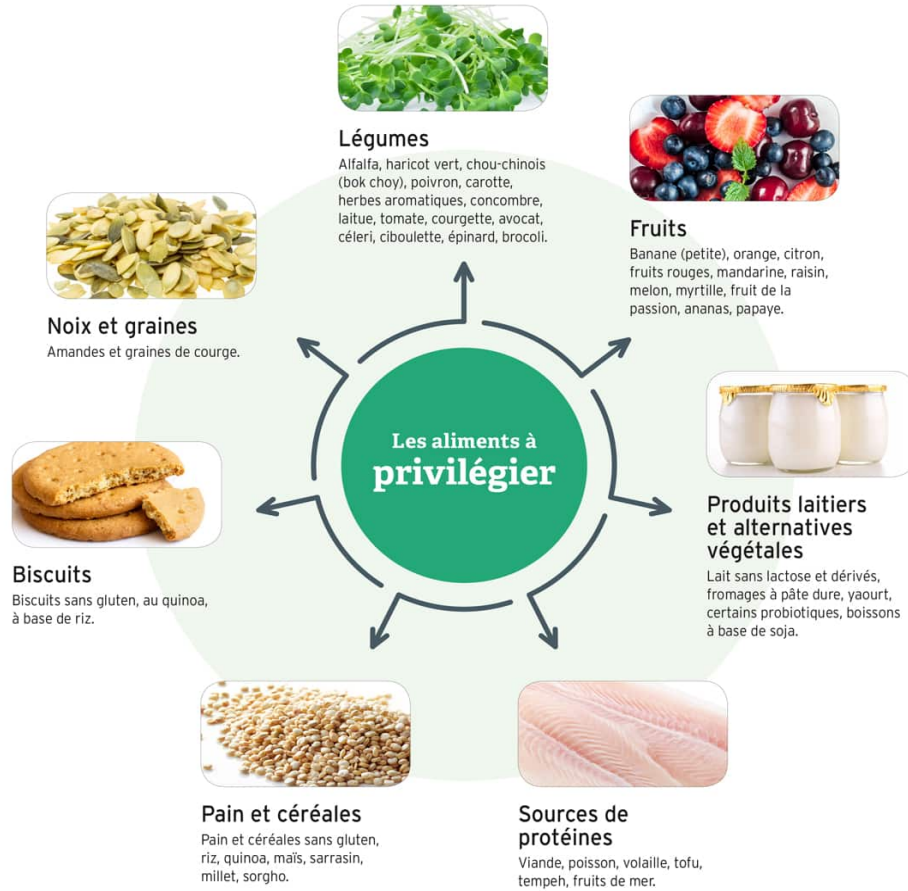 Légumes
Alfalfa, haricot vert, chou-chinois
(bok choy), poivron, carotte,
herbes aromatiques, concombre,
laitue, tomate, courgette, avocat,
céleri, ciboulette, épinard, brocoli.
Fruits
Banane (petite), orange, citron,
fruits rouges, mandarine, raisin,
melon, myrtille, fruit de la
passion, ananas, papaye.
Noix et graines
Amandes et graines de courge.
Les aliments à
privilégier
Produits laitiers
et alternatives
végétales
Lait sans lactose et dérivés,
fromages à pâte dure, yaourt,
certains probiotiques, boissons
à base de soja.
Biscuits
Biscuits sans gluten, au quinoa,
à base de riz.
Pain et céréales
Pain et céréales sans gluten,
riz, quinoa, maïs, sarrasin,
millet, sorgho.
Sources de
protéines
Viande, poisson, volaille, tofu,
tempeh, fruits de mer.